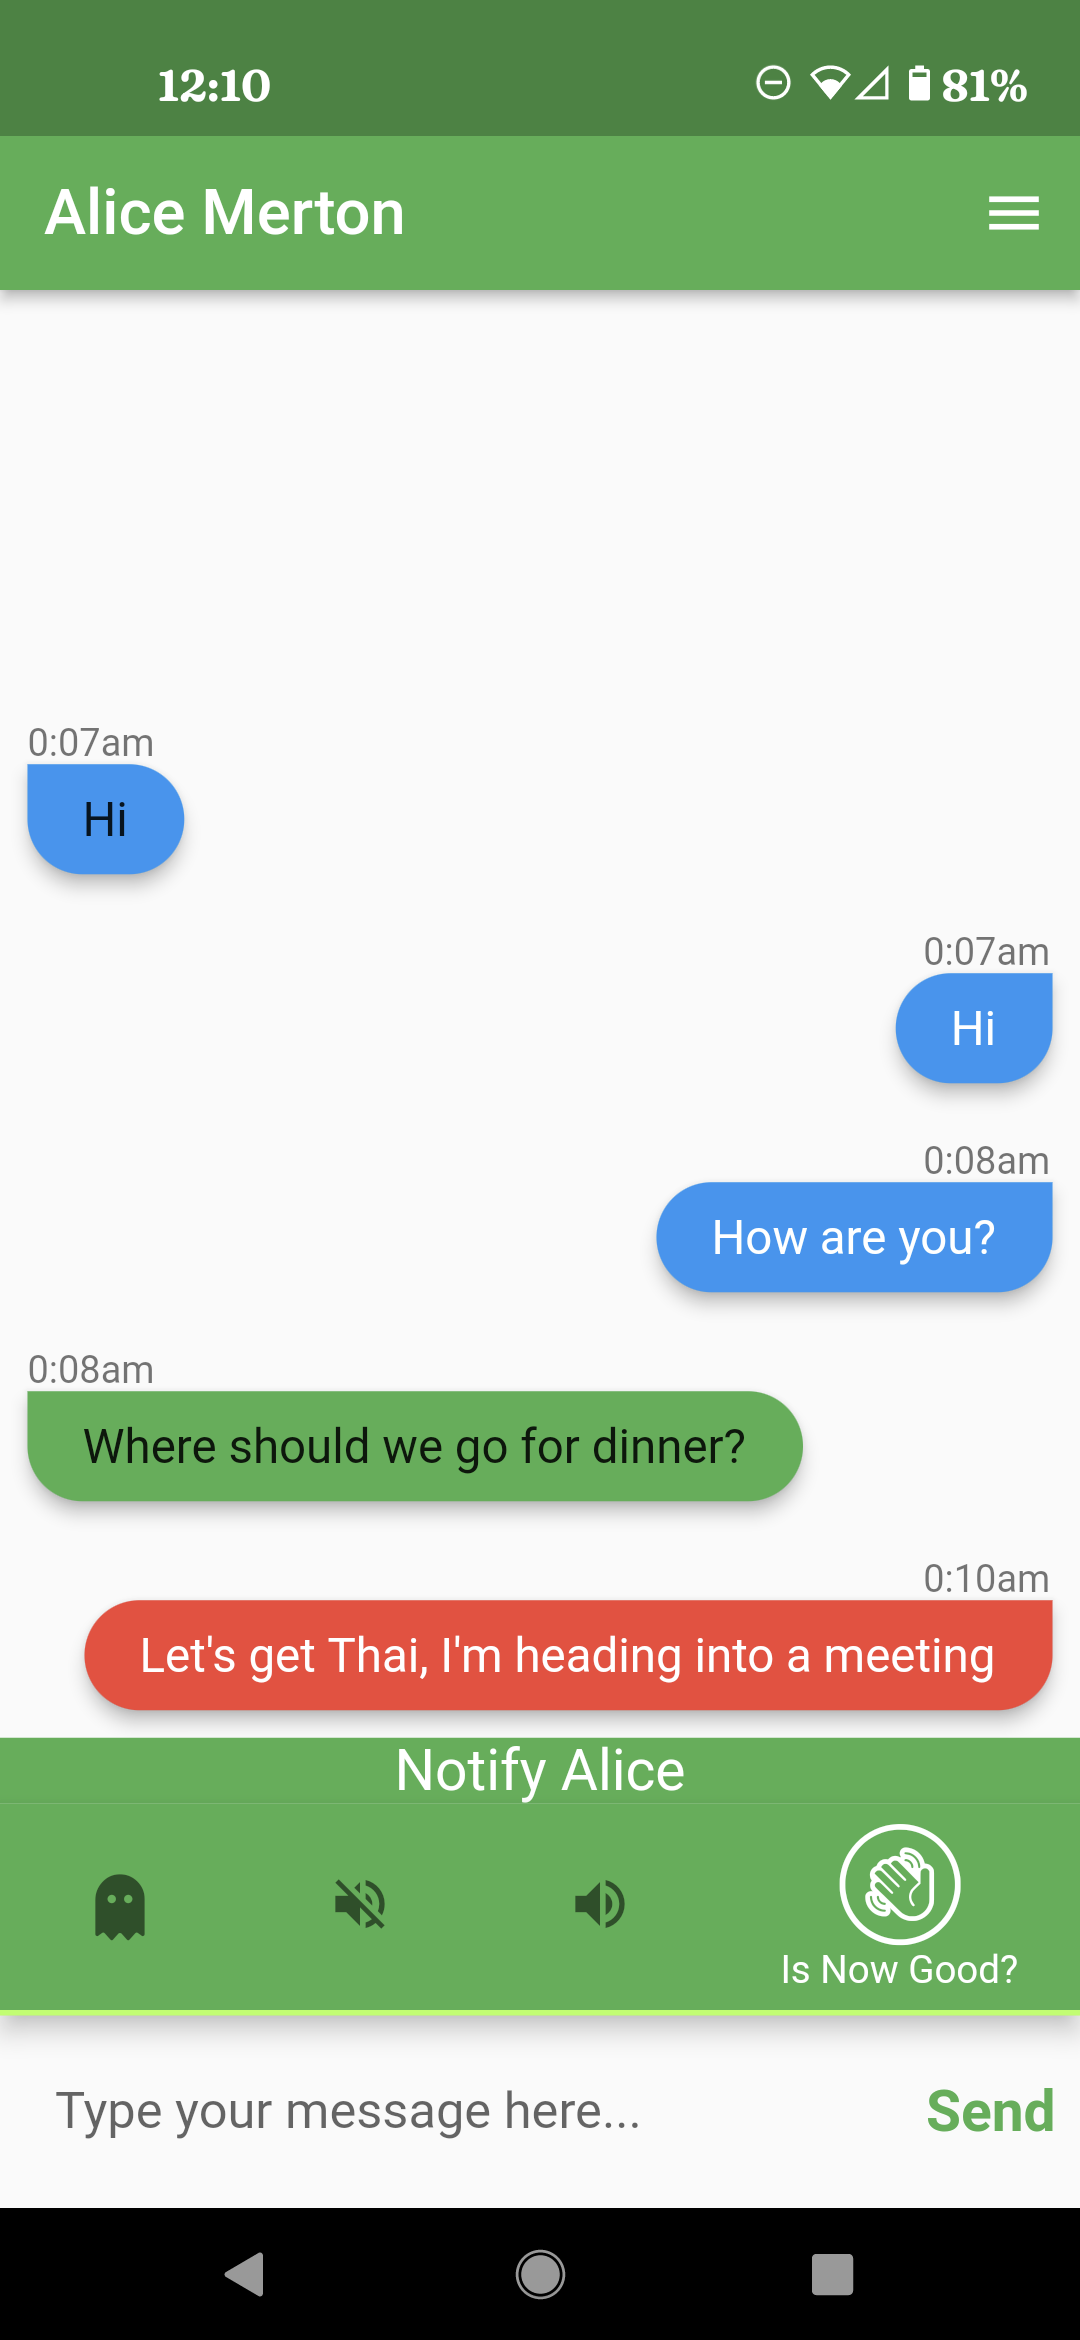 12:10 81%
Alice Merton
0:07am
Hi
0:07am
Hi
0:08am
How are you?
0:08am
Where should we go for dinner?
0:10am
Let's get Thai, I'm heading into a meeting
Notify Alice
Is Now Good?
Type your message here... Send